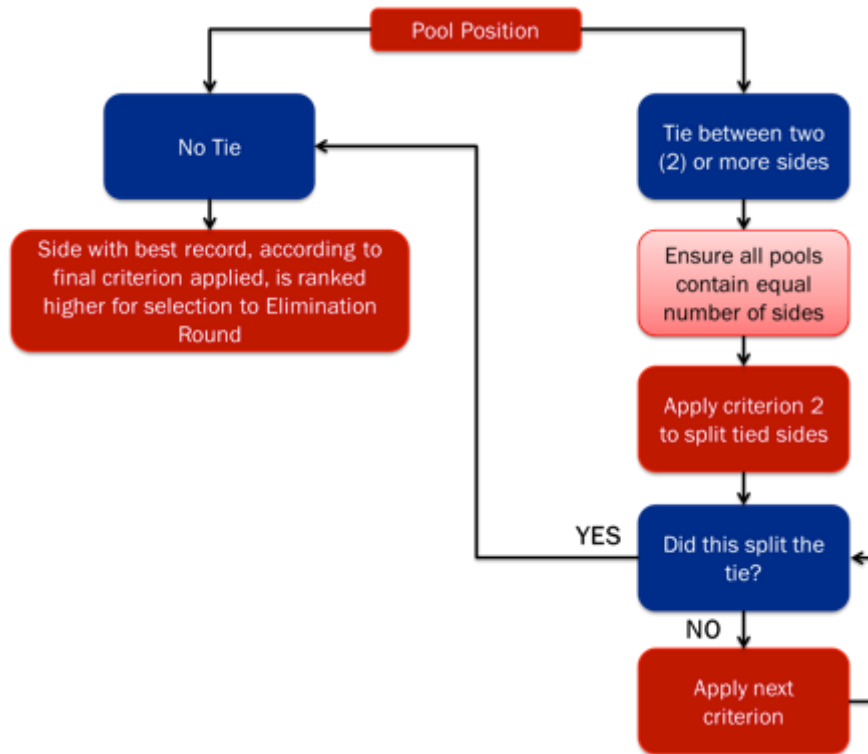 Pool Position
No Tie
Tie between two
(2) or more sides
Side with best record, according to
final criterion applied, is ranked
higher for selection to Elimination
Round
Ensure all pools
contain equal
number of sides
Apply criterion 2
to split tied sides
YES
Did this split the
tie?
NO
Apply next
criterion